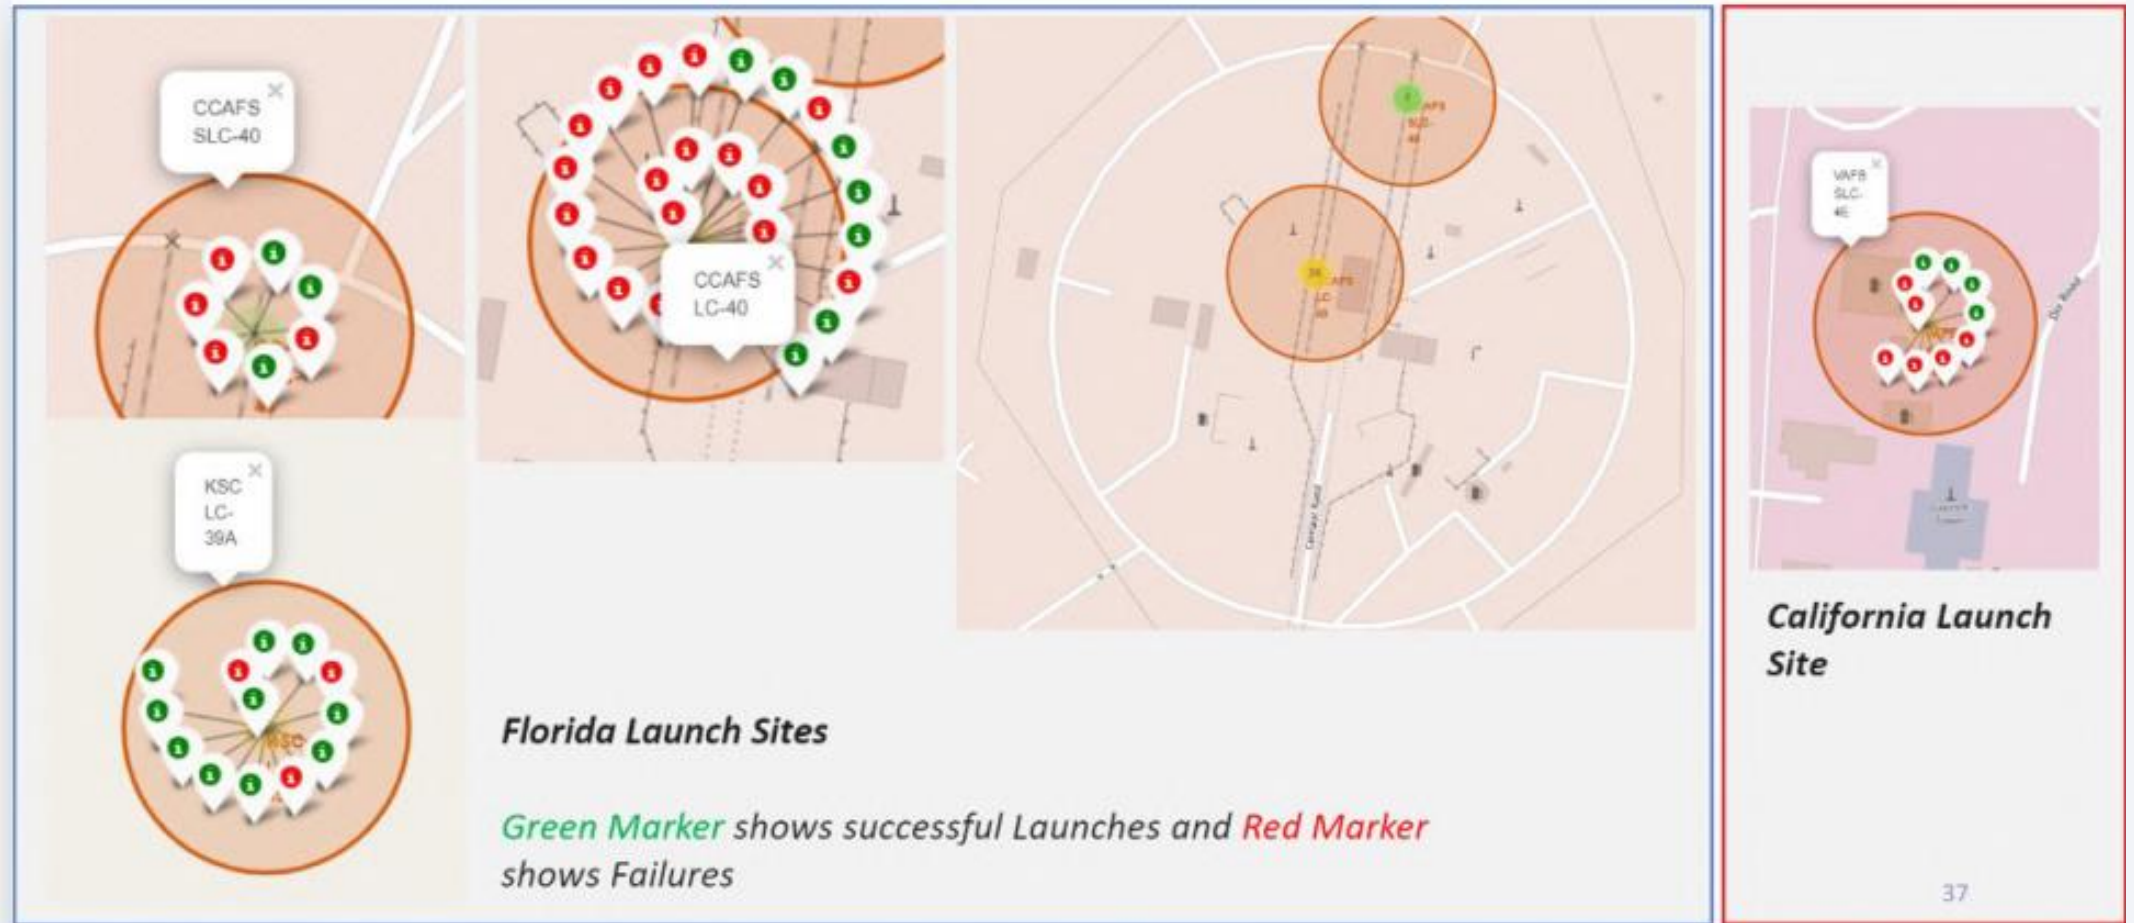 CCAFS
SLC-40
CCAFS
LC-40
KSC
LC-
39A
Florida Launch Sites
Green Marker shows successful Launches and Red Marker
shows Failures
VAFB
SLC-
4E
California Launch
Site
37